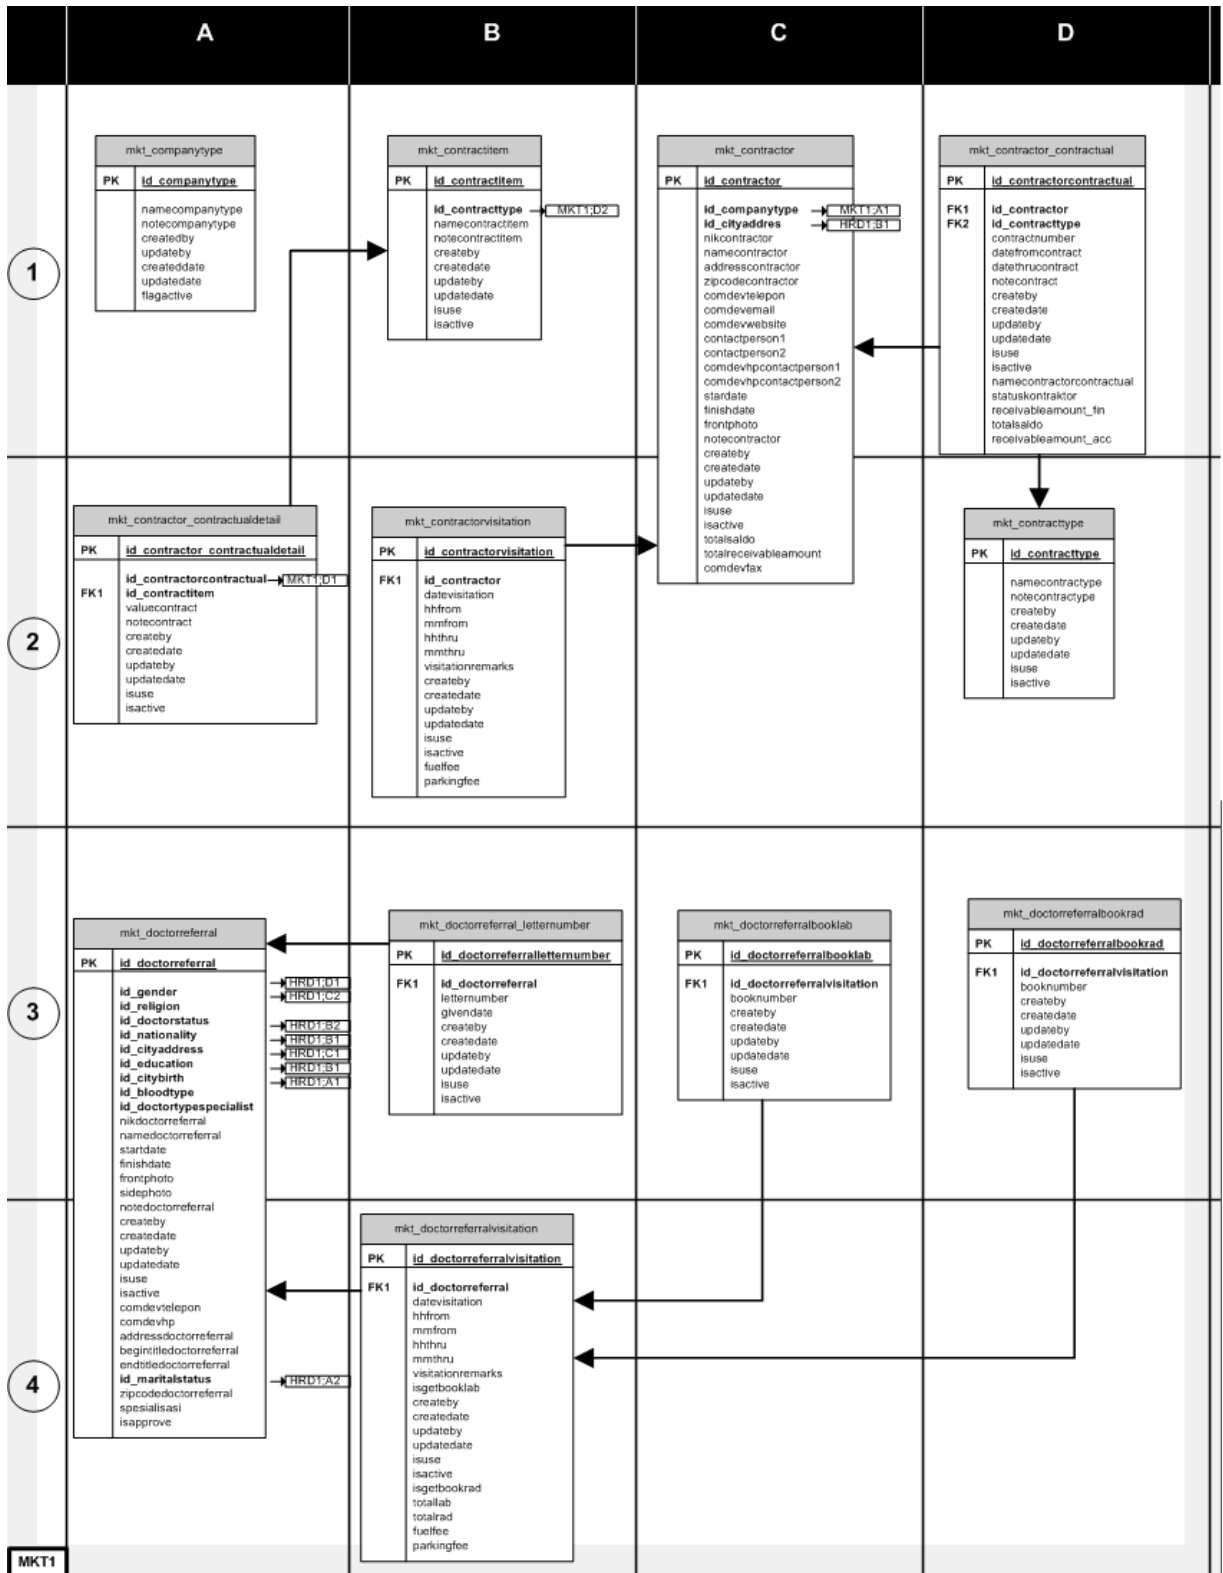 A
B
C
D
1
mkt_companytype
PK id_companytype
namecompanytype
notecompanytype
createdby
updateby
createddate
updatedate
flagactive
mkt_contractitem
PK id_contractitem
id_contracttype MKT1;D2
namecontractitem
notecontractitem
createby
createdate
updateby
updatedate
isuse
isactive
mkt_contractor
PK id_contractor
id_companytype MKT1;A1
id_cityaddres HRD1;B1
nikcontractor
namecontractor
addresscontractor
zipcodecontractor
comdevtelepon
comdevemail
comdevwebsite
contactperson1
contactperson2
comdevhpcontactperson1
comdevhpcontactperson2
stardate
finishdate
frontphoto
notecontractor
createby
createdate
updateby
updatedate
isuse
isactive
totalsaldo
totalreceivableamount
comdevfax
mkt_contractor_contractual
PK id_contractorcontractual
FK1 id_contractor
FK2 id_contracttype
contractnumber
datefromcontract
datethrucontract
notecontract
createby
createdate
updateby
updatedate
isuse
isactive
namecontractorcontractual
statuskontraktor
receivableamount_fin
totalsaldo
receivableamount_acc
2
mkt_contractor_contractualdetail
PK id_contractor_contractualdetail
id_contractorcontractual MKT1;D1
FK1 id_contractitem
valuecontract
notecontract
createby
createdate
updateby
updatedate
isuse
isactive
mkt_contractorvisitation
PK id_contractorvisitation
FK1 id_contractor
datevisitation
hhfrom
mmfrom
hhthru
mmthru
visitationremarks
createby
createdate
updateby
updatedate
isuse
isactive
fuelfee
parkingfee
mkt_contracttype
PK id_contracttype
namecontractype
notecontractype
createby
createdate
updateby
updatedate
isuse
isactive
3
mkt_doctorreferral
PK id_doctorreferral
HRD1;D1
id_gender HRD1;C2
id_religion
id_doctorstatus HRD1;B2
id_nationality HRD1;B1
id_cityaddress HRD1;C1
id_education HRD1;B1
id_citybirth HRD1;A1
id_bloodtype
id_doctortypespecialist
nikdoctorreferral
namedoctorreferral
startdate
finishdate
frontphoto
sidephoto
notedoctorreferral
createby
createdate
updateby
updatedate
isuse
isactive
comdevtelepon
comdevhp
addressdoctorreferral
begintitledoctorreferral
endtitledoctorreferral
id_maritalstatus HRD1;A2
zipcodedoctorreferral
spesialisasi
isapprove
mkt_doctorreferral_letternumber
PK id_doctorreferralletternumber
FK1 id_doctorreferral
letternumber
givendate
createby
createdate
updateby
updatedate
isuse
isactive
mkt_doctorreferralbooklab
PK id_doctorreferralbooklab
FK1 id_doctorreferralvisitation
booknumber
createby
createdate
updateby
updatedate
isuse
isactive
mkt_doctorreferralbookrad
PK id_doctorreferralbookrad
FK1 id_doctorreferralvisitation
booknumber
createby
createdate
updateby
updatedate
isuse
isactive
4
mkt_doctorreferralvisitation
PK id_doctorreferralvisitation
FK1 id_doctorreferral
datevisitation
hhfrom
mmfrom
hhthru
mmthru
visitationremarks
isgetbooklab
createby
createdate
updateby
updatedate
isuse
isactive
isgetbookrad
totallab
totalrad
fuelfee
parkingfee
MKT1